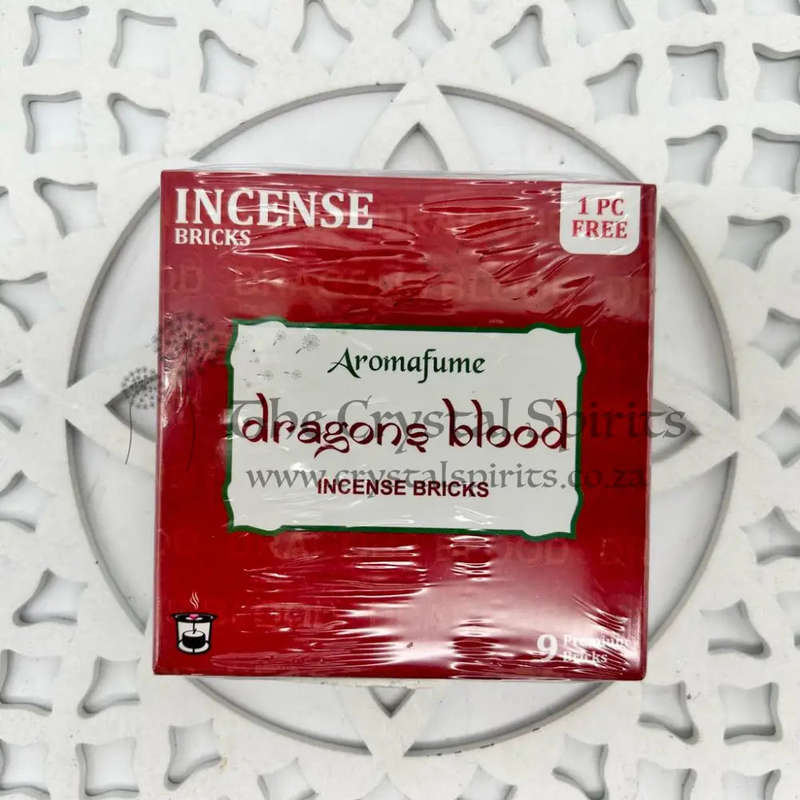 INCENSE
BRICKS
1 PC
FREE
Aromafume
dragons blood
The Crystal Spirits
www.crystalspirits.co.za
INCENSE BRICKS
9 Premium
Bricks